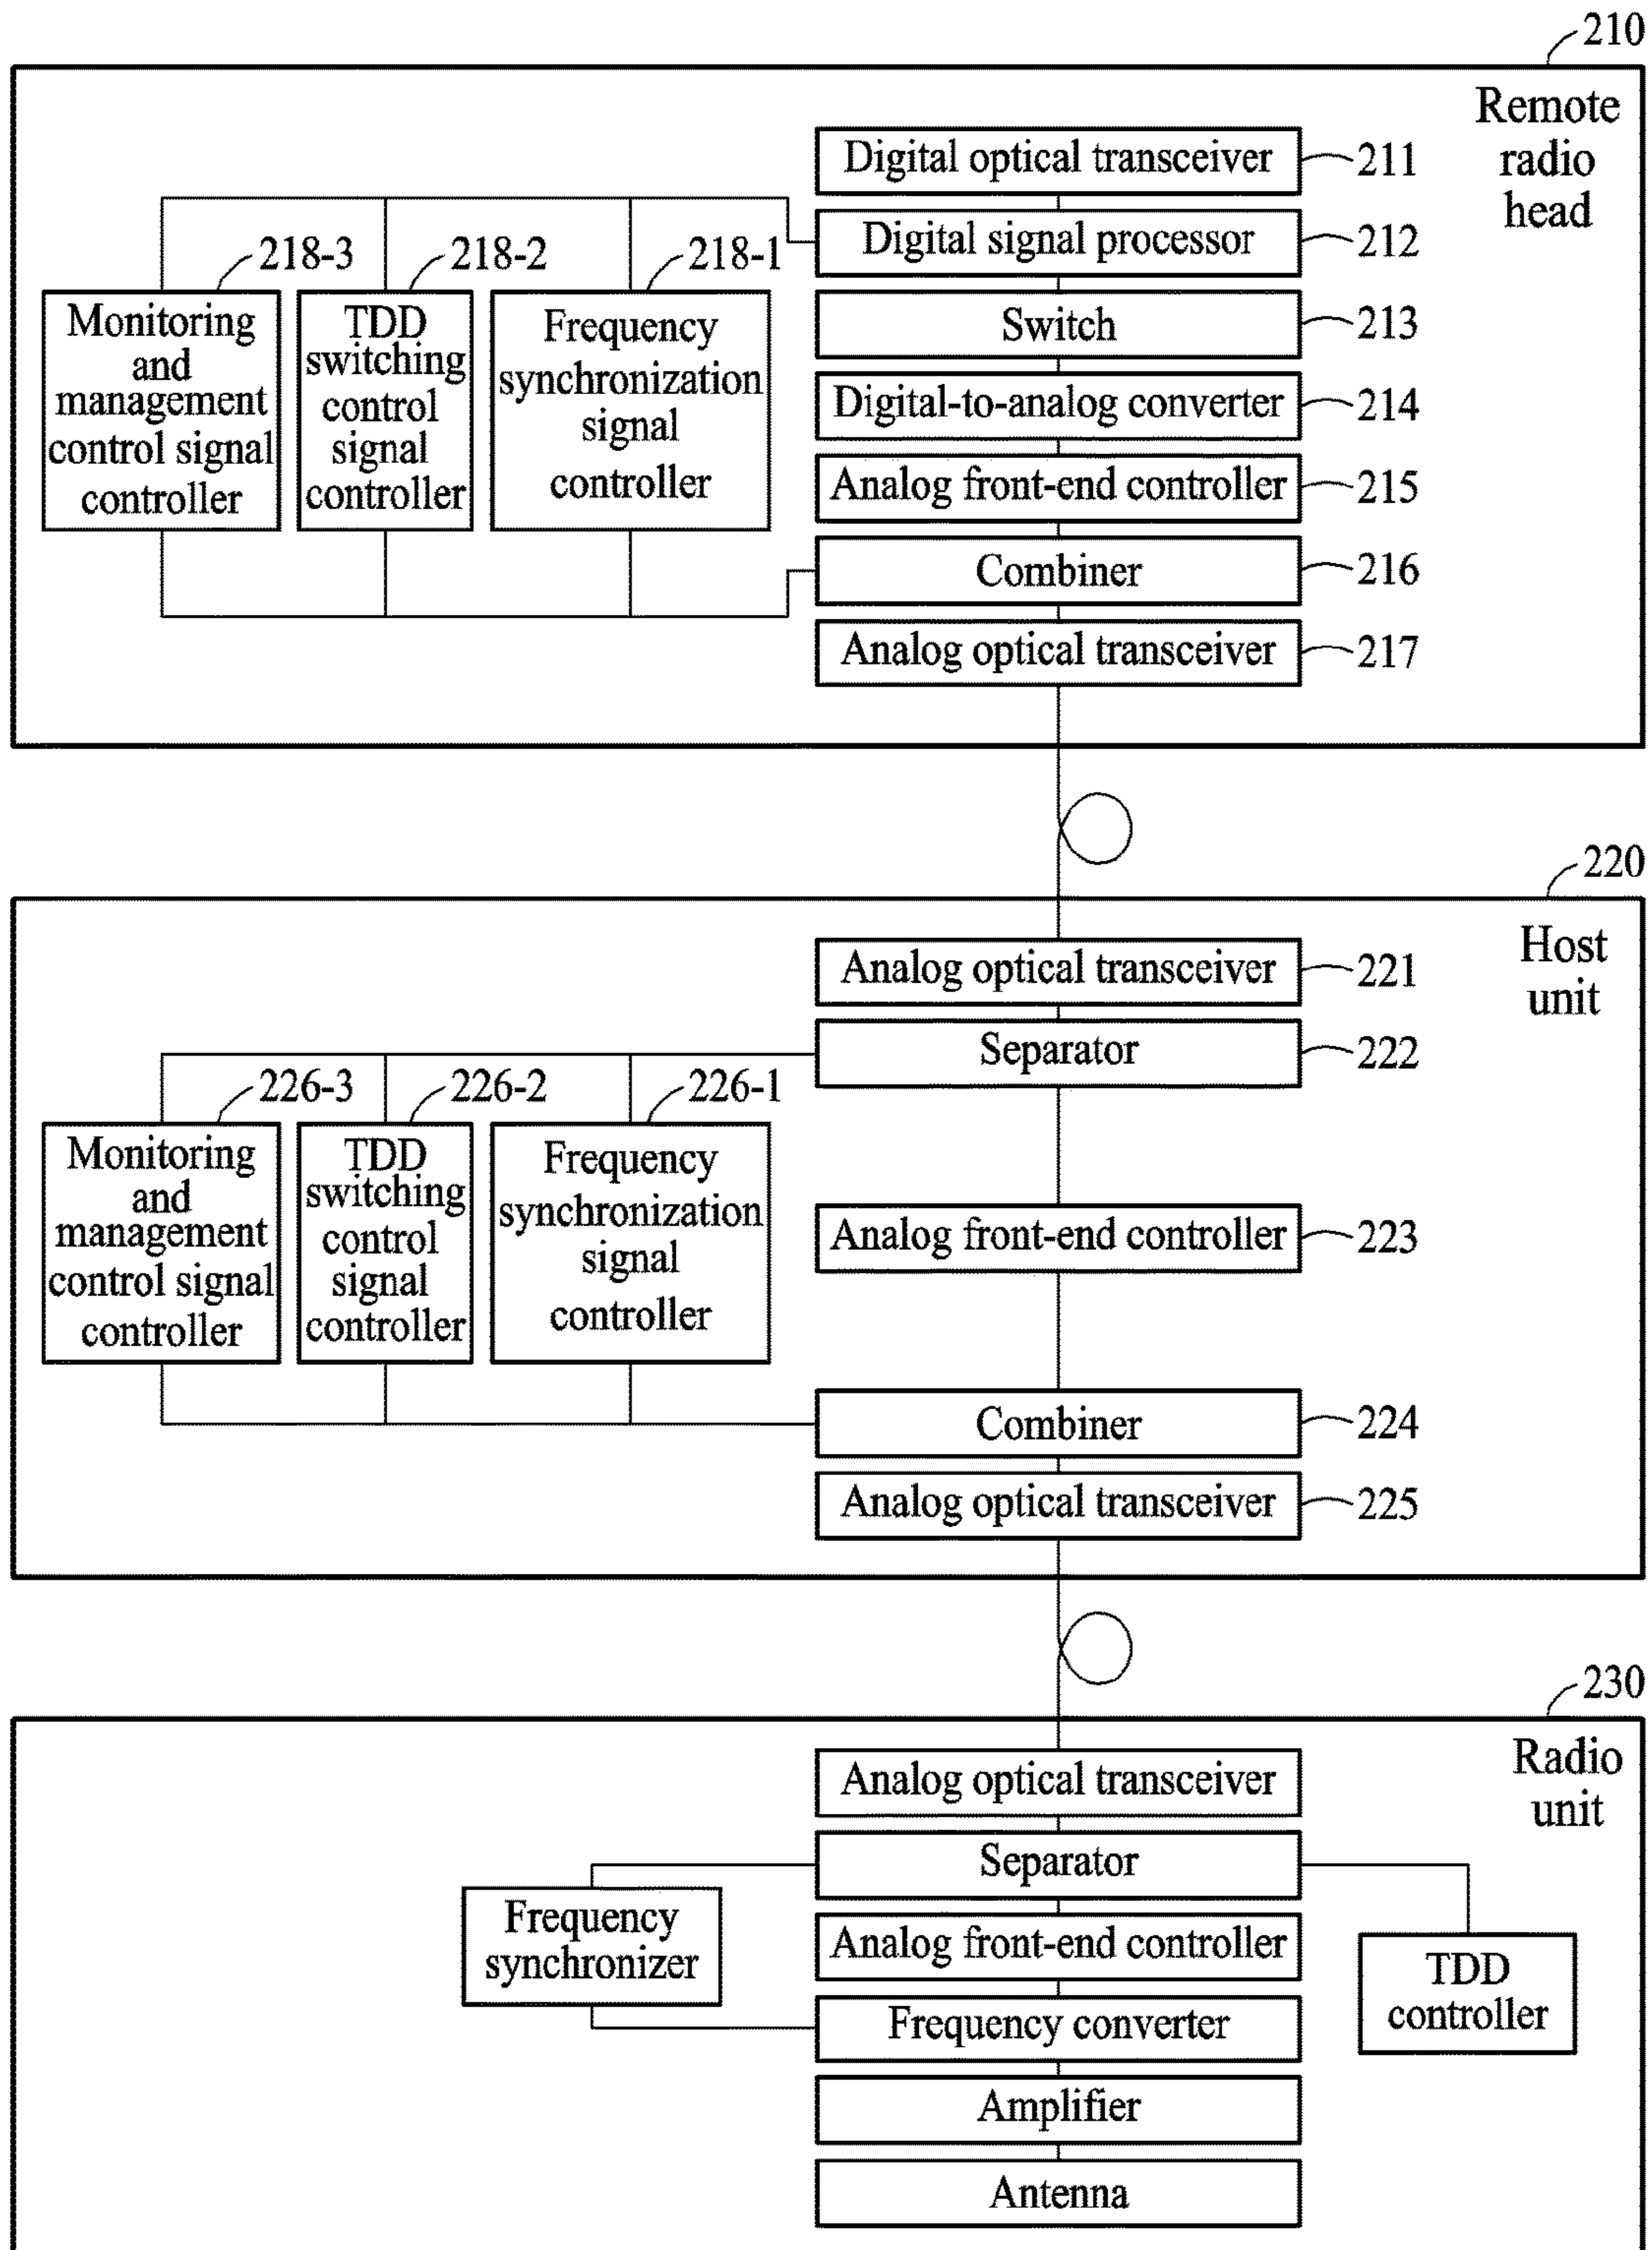 210
Remote
radio
head
Digital optical transceiver
211
Digital signal processor
212
218-3
218-2
218-1
Monitoring
and
management
control signal
controller
TDD
switching
control
signal
controller
Frequency
synchronization
signal
controller
Switch
213
Digital-to-analog converter
214
Analog front-end controller
215
Combiner
216
Analog optical transceiver
217
220
Host
unit
Analog optical transceiver
221
Separator
222
226-3
226-2
226-1
Monitoring
and
management
control signal
controller
TDD
switching
control
signal
controller
Frequency
synchronization
signal
controller
Analog front-end controller
223
Combiner
224
Analog optical transceiver
225
230
Radio
unit
Analog optical transceiver
Separator
Frequency
synchronizer
Analog front-end controller
TDD
controller
Frequency converter
Amplifier
Antenna